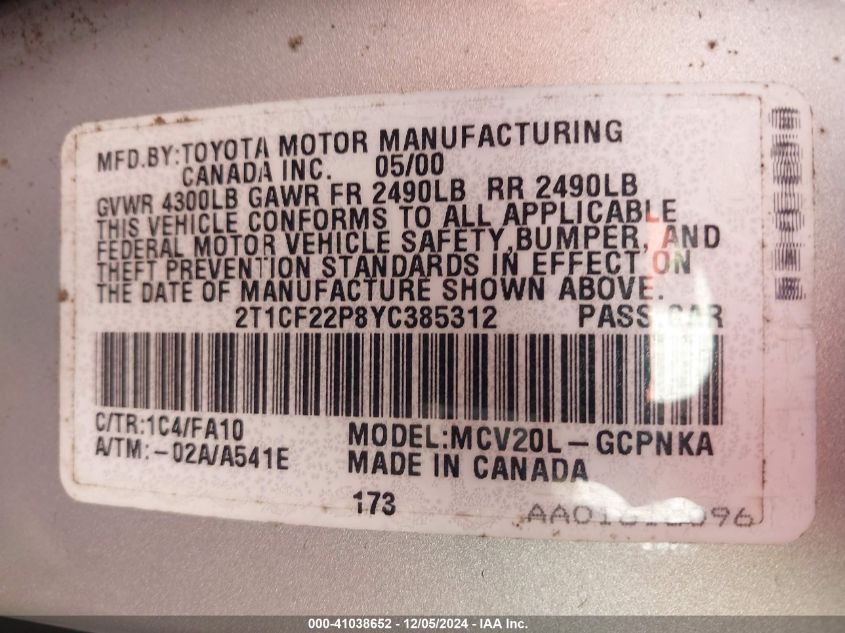 MFD.BY:TOYOTA MOTOR MANUFACTURING
CANADA INC. 05/00
GVWR 4300LB GAWR FR 2490LB RR 2490LB
THIS VEHICLE CONFORMS TO ALL APPLICABLE
FEDERAL MOTOR VEHICLE SAFETY,BUMPER, AND
THEFT PREVENTION STANDARDS IN EFFECT ON
THE DATE OF MANUFACTURE SHOWN ABOVE.
2T1CF22P8YC385312 PASS CAR
C/TR:1C4/FA10
A/TM:-02A/A541E
MODEL:MCV20L-GCPNKA
MADE IN CANADA
173
000-41038652 - 12/05/2024 - IAA Inc.